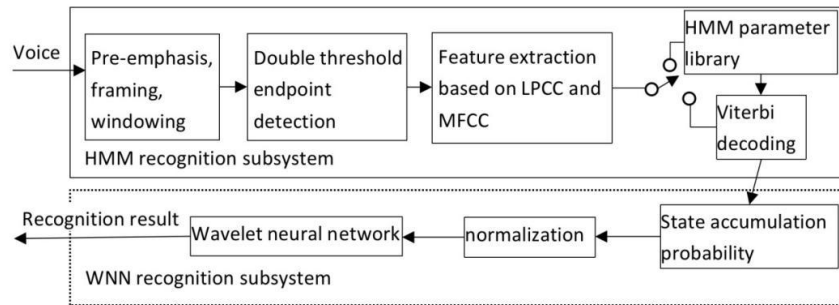 Voice
Pre-emphasis,
framing,
windowing
Double threshold
endpoint
detection
Feature extraction
based on LPCC and
MFCC
HMM parameter
library
Viterbi
decoding
HMM recognition subsystem
State accumulation
probability
normalization
Wavelet neural network
Recognition result
WNN recognition subsystem